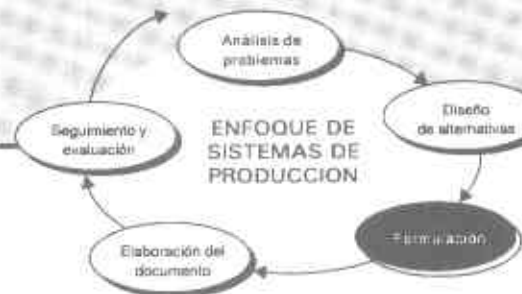 Análisis de
problemas
Diseño
de alternativas
ENFOQUE DE
SISTEMAS DE
PRODUCCION
Seguimiento y
evaluación
Formulación
Elaboración del
documento